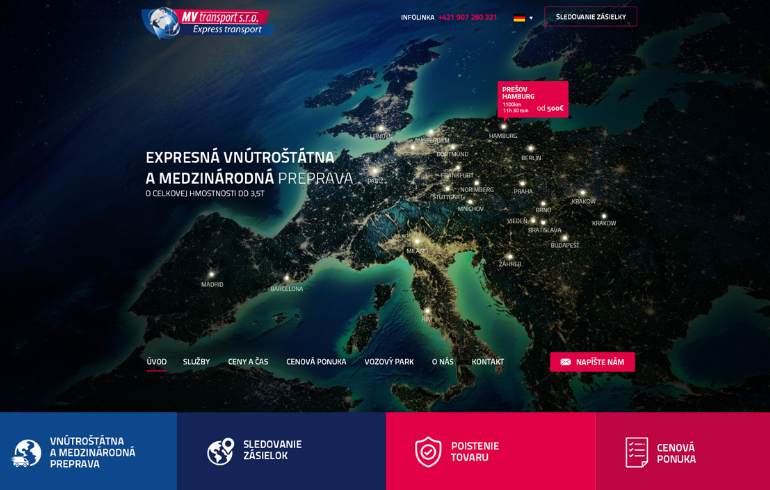 MV transport s.r.o.
Express transport
INFOLINKA +421 907 260 321
SLEDOVANIE ZÁSIELKY
PREŠOV
HAMBURG
1100km
11h 30 min
od 500€
LONDÝN
AMSTERDAM
HAMBURG
DORTMUND
BERLÍN
EXPRESNÁ VNÚTROŠTÁTNA
A MEDZINÁRODNÁ PREPRAVA
O CELKOVEJ HMOSTNOSTI DO 3,5T
PARÍŽ
FRANKFURT
NORIMBERG
STUTTGART
PRAHA
KRAKOW
MNÍCHOV
BRNO
VIEDEŇ
BRATISLAVA
KRAKOW
BUDAPEŠŤ
MILÁNO
ZÁHREB
MADRID
BARCELONA
RÍM
ÚVOD
SLUŽBY
CENY A ČAS
CENOVÁ PONUKA
VOZOVÝ PARK
O NÁS
KONTAKT
NAPÍŠTE NÁM
VNÚTROŠTÁTNA
A MEDZINÁRODNÁ
PREPRAVA
SLEDOVANIE
ZÁSIELOK
POISTENIE
TOVARU
CENOVÁ
PONUKA